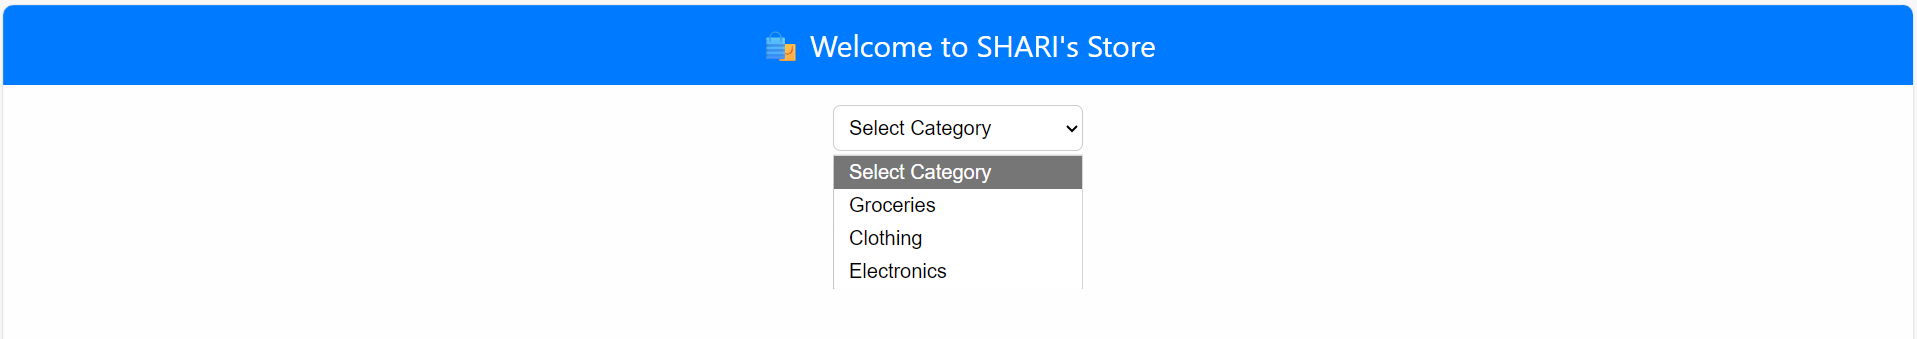 Welcome to SHARI's Store
Select Category
Select Category
Groceries
Clothing
Electronics